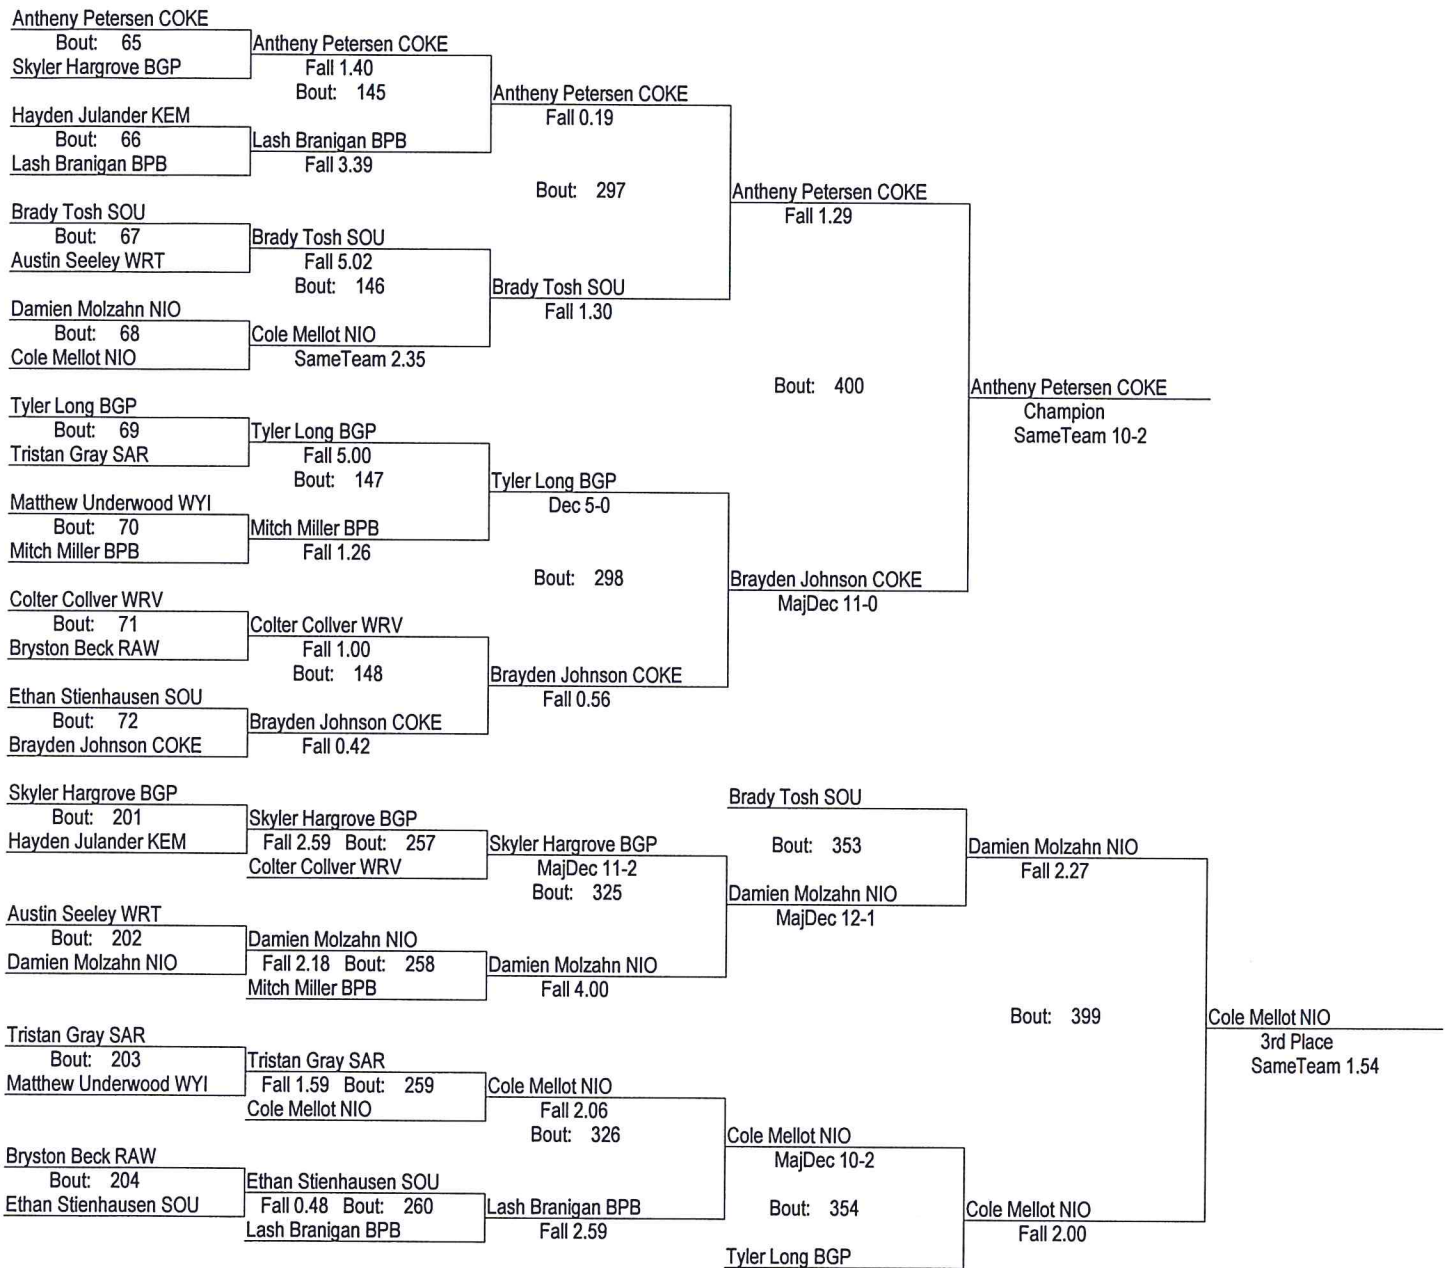 Antheny Petersen COKE
Bout: 65
Skyler Hargrove BGP
Antheny Petersen COKE
Fall 1.40
Bout: 145
Hayden Julander KEM
Bout: 66
Lash Branigan BPB
Lash Branigan BPB
Fall 3.39
Antheny Petersen COKE
Fall 0.19
Bout: 297
Brady Tosh SOU
Bout: 67
Austin Seeley WRT
Brady Tosh SOU
Fall 5.02
Bout: 146
Damien Molzahn NIO
Bout: 68
Cole Mellot NIO
Cole Mellot NIO
SameTeam 2.35
Brady Tosh SOU
Fall 1.30
Antheny Petersen COKE
Fall 1.29
Bout: 400
Antheny Petersen COKE
Champion
SameTeam 10-2
Tyler Long BGP
Bout: 69
Tristan Gray SAR
Tyler Long BGP
Fall 5.00
Bout: 147
Matthew Underwood WYI
Bout: 70
Mitch Miller BPB
Mitch Miller BPB
Fall 1.26
Tyler Long BGP
Dec 5-0
Bout: 298
Brayden Johnson COKE
MajDec 11-0
Colter Collver WRV
Bout: 71
Bryston Beck RAW
Colter Collver WRV
Fall 1.00
Bout: 148
Ethan Stienhausen SOU
Bout: 72
Brayden Johnson COKE
Brayden Johnson COKE
Fall 0.42
Brayden Johnson COKE
Fall 0.56
Skyler Hargrove BGP
Bout: 201
Hayden Julander KEM
Skyler Hargrove BGP
Fall 2.59 Bout: 257
Colter Collver WRV
Skyler Hargrove BGP
MajDec 11-2
Bout: 325
Austin Seeley WRT
Bout: 202
Damien Molzahn NIO
Damien Molzahn NIO
Fall 2.18 Bout: 258
Mitch Miller BPB
Damien Molzahn NIO
Fall 4.00
Brady Tosh SOU
Bout: 353
Damien Molzahn NIO
MajDec 12-1
Damien Molzahn NIO
Fall 2.27
Bout: 399
Cole Mellot NIO
3rd Place
SameTeam 1.54
Tristan Gray SAR
Bout: 203
Matthew Underwood WYI
Tristan Gray SAR
Fall 1.59 Bout: 259
Cole Mellot NIO
Cole Mellot NIO
Fall 2.06
Bout: 326
Bryston Beck RAW
Bout: 204
Ethan Stienhausen SOU
Ethan Stienhausen SOU
Fall 0.48 Bout: 260
Lash Branigan BPB
Lash Branigan BPB
Fall 2.59
Cole Mellot NIO
MajDec 10-2
Bout: 354
Tyler Long BGP
Cole Mellot NIO
Fall 2.00